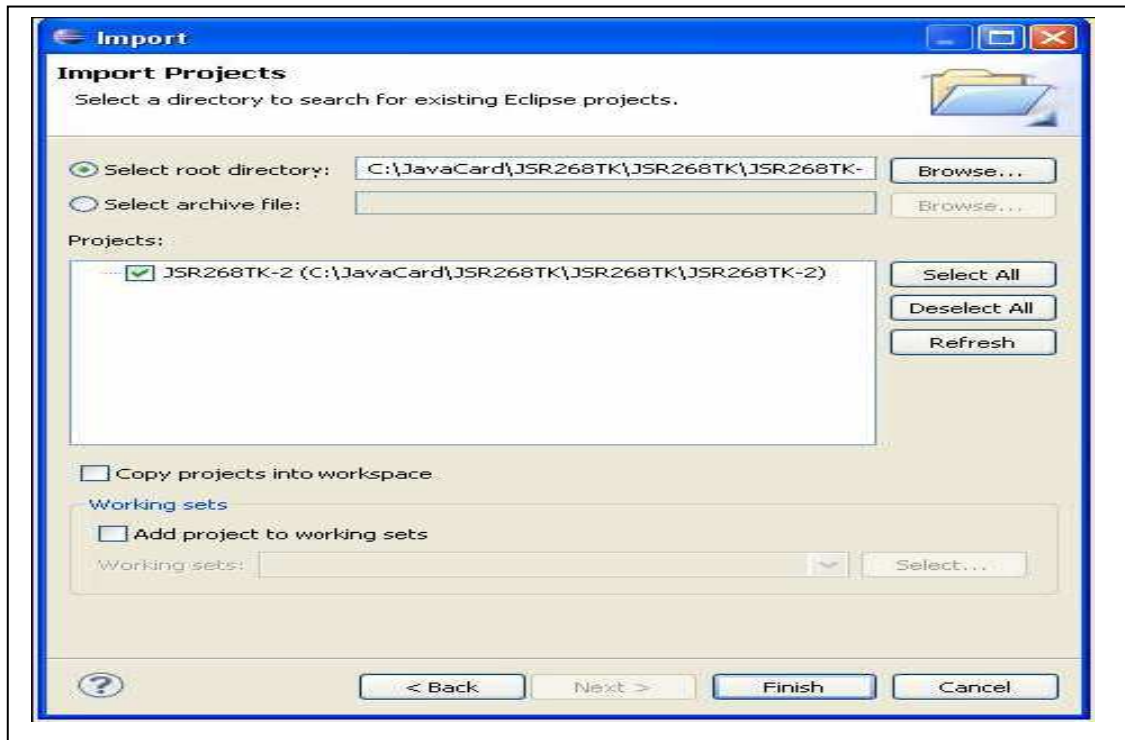 Import
Import Projects
Select a directory to search for existing Eclipse projects.
Select root directory: C:\JavaCard\JSR268TK\JSR268TK\JSR268TK- Browse...
Select archive file: Browse...
Projects:
JSR268TK-2 (C:\JavaCard\JSR268TK\JSR268TK\JSR268TK-2)
Select All
Deselect All
Refresh
Copy projects into workspace
Working sets
Add project to working sets
Working sets: Select...
? < Back Next > Finish Cancel